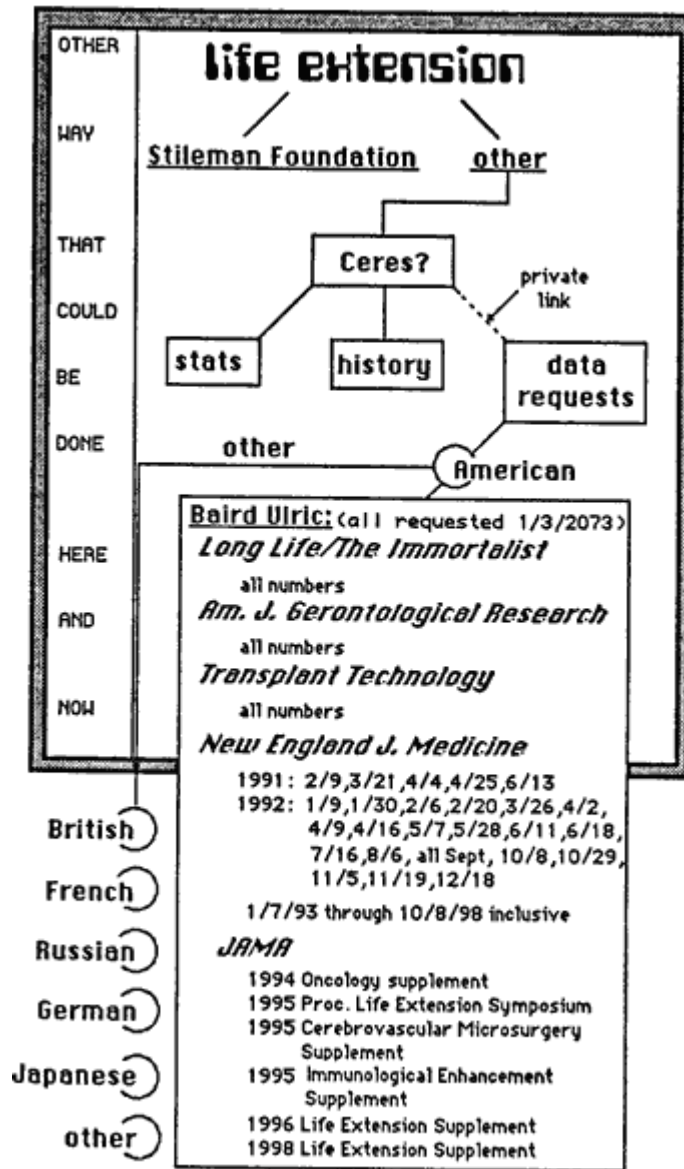 OTHER
WAY
THAT
COULD
BE
DONE
HERE
AND
NOW
life extension
Stileman Foundation other
Ceres?
private
link
stats history data
requests
other
American
Baird Ulric: (all requested 1/3/2073)
Long Life/The Immortalist
all numbers
Am. J. Gerontological Research
all numbers
Transplant Technology
all numbers
New England J. Medicine
1991: 2/9,3/21,4/4,4/25,6/13
1992: 1/9,1/30,2/6,2/20,3/26,4/2,
4/9,4/16,5/7,5/28,6/11,6/18,
7/16,8/6, all Sept, 10/8,10/29,
11/5,11/19,12/18
1/7/93 through 10/8/98 inclusive
JAMA
1994 Oncology supplement
1995 Proc. Life Extension Symposium
1995 Cerebrovascular Microsurgery
Supplement
1995 Immunological Enhancement
Supplement
1996 Life Extension Supplement
1998 Life Extension Supplement
British
French
Russian
German
Japanese
other